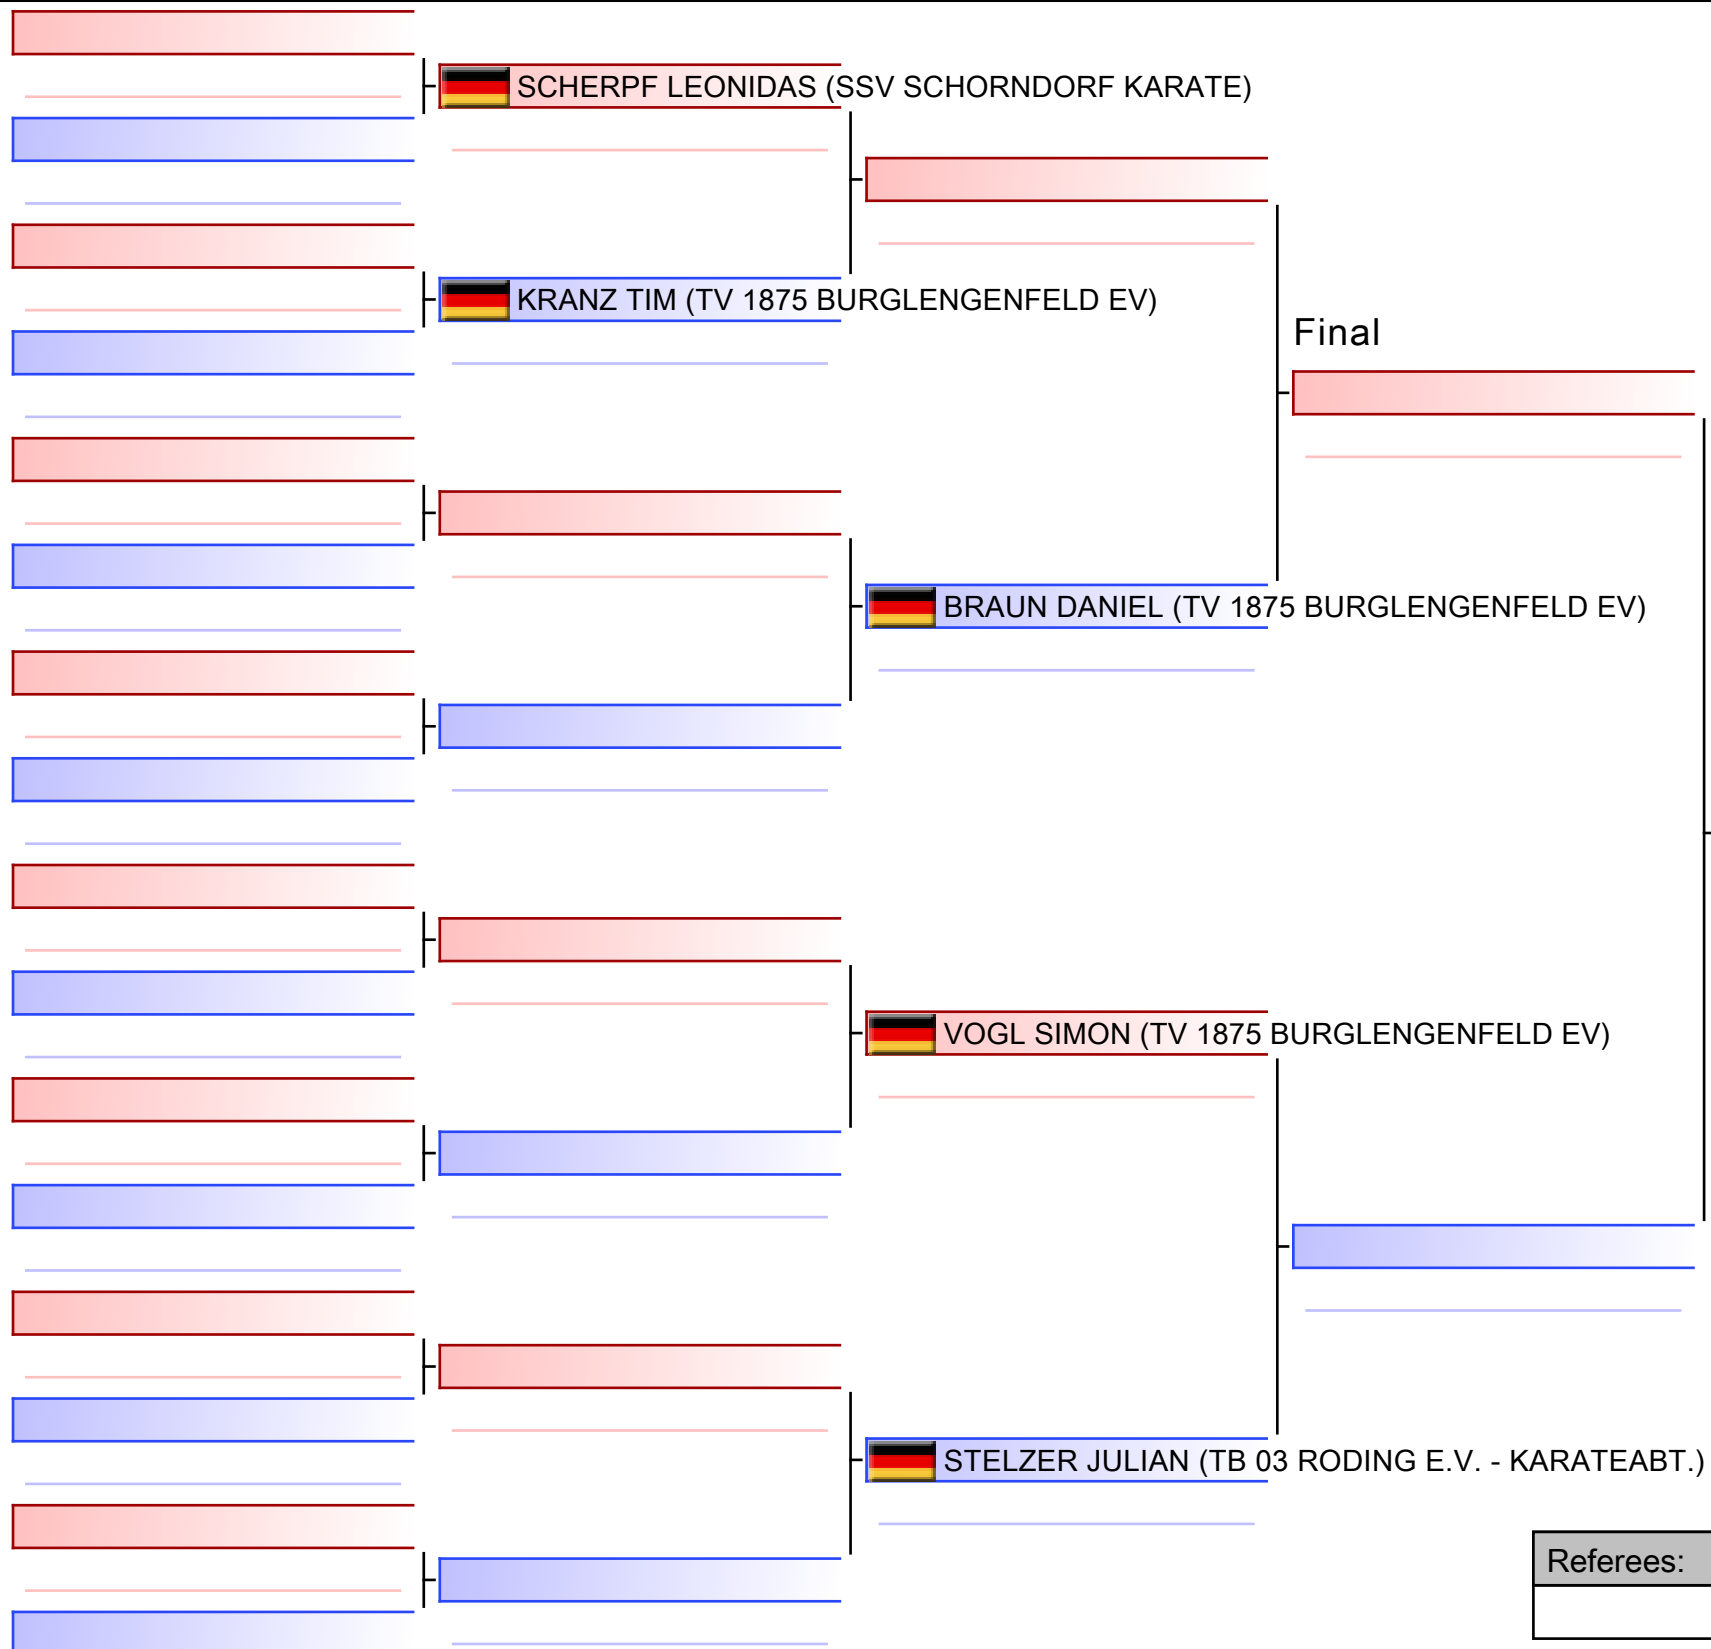 SCHERPF LEONIDAS (SSV SCHORNDORF KARATE)
KRANZ TIM (TV 1875 BURGLENGENFELD EV)
Final
BRAUN DANIEL (TV 1875 BURGLENGENFELD EV)
VOGL SIMON (TV 1875 BURGLENGENFELD EV)
STELZER JULIAN (TB 03 RODING E.V. - KARATEABT.)
Referees: